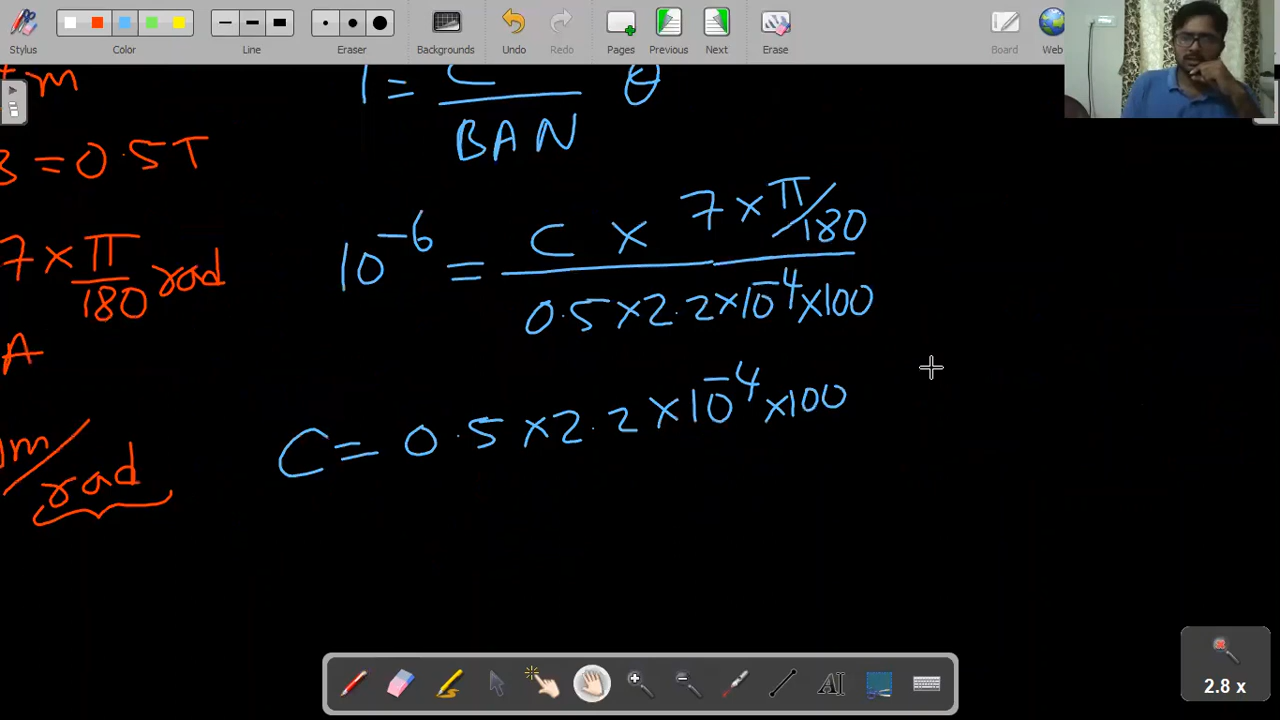 Stylus Color Line Eraser Backgrounds Undo Redo Pages Previous Next Erase Board Web
m
I = C/BAN θ
B = 0.5T
10⁻⁶ = C × 7 × π/180 / 0.5×2.2×10⁻⁴×100
7 × π/180 rad
A
C = 0.5×2.2×10⁻⁴×100
m/rad
2.8 x